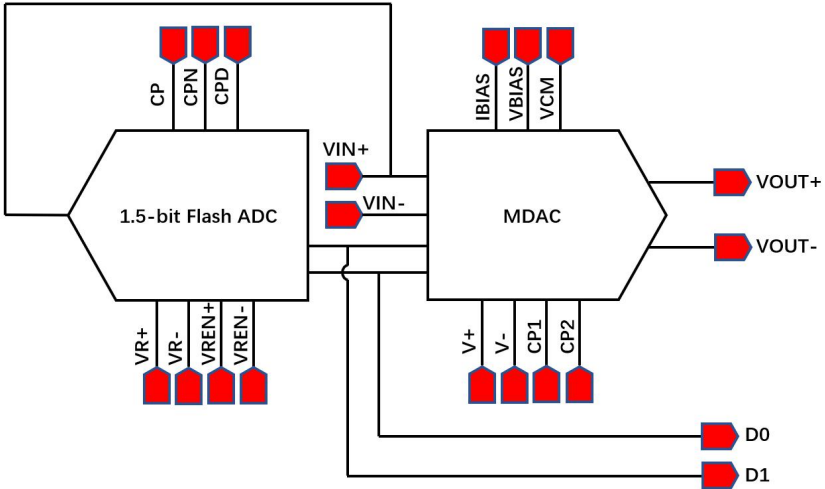 CP
CPN
CPD
IBIAS
VBIAS
VCM
VIN+
VIN-
VOUT+
VOUT-
1.5-bit Flash ADC
MDAC
VR+
VR-
VREN+
VREN-
V+
V-
CP1
CP2
D0
D1